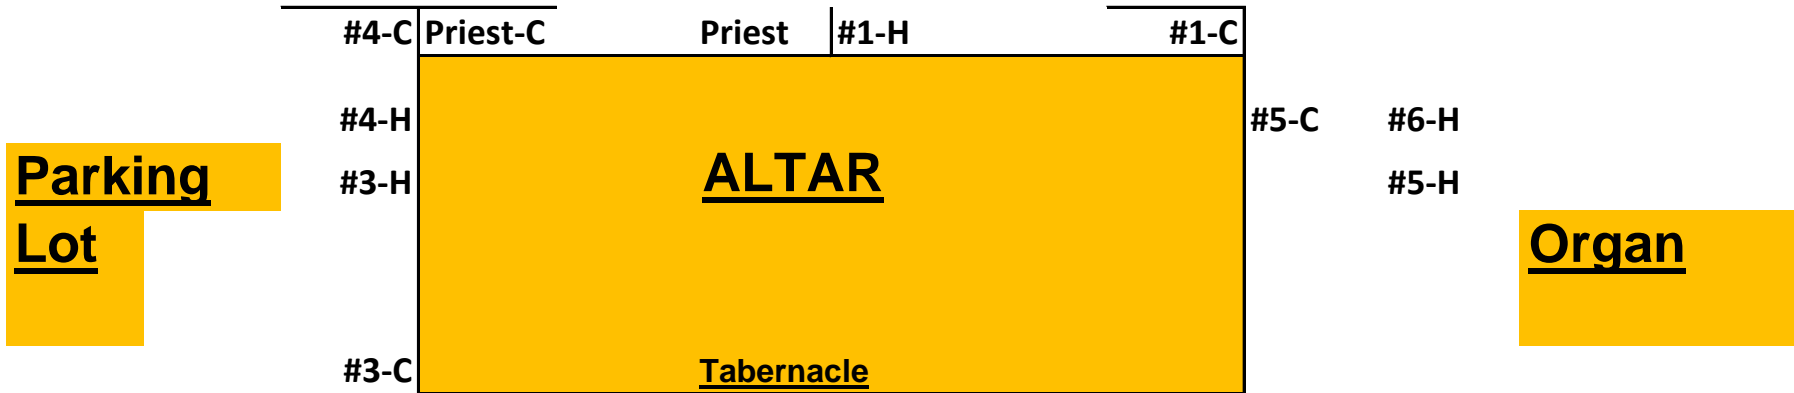 #4-C Priest-C Priest #1-H #1-C
#4-H #5-C #6-H
Parking #3-H ALTAR #5-H
Lot Organ
#3-C Tabernacle